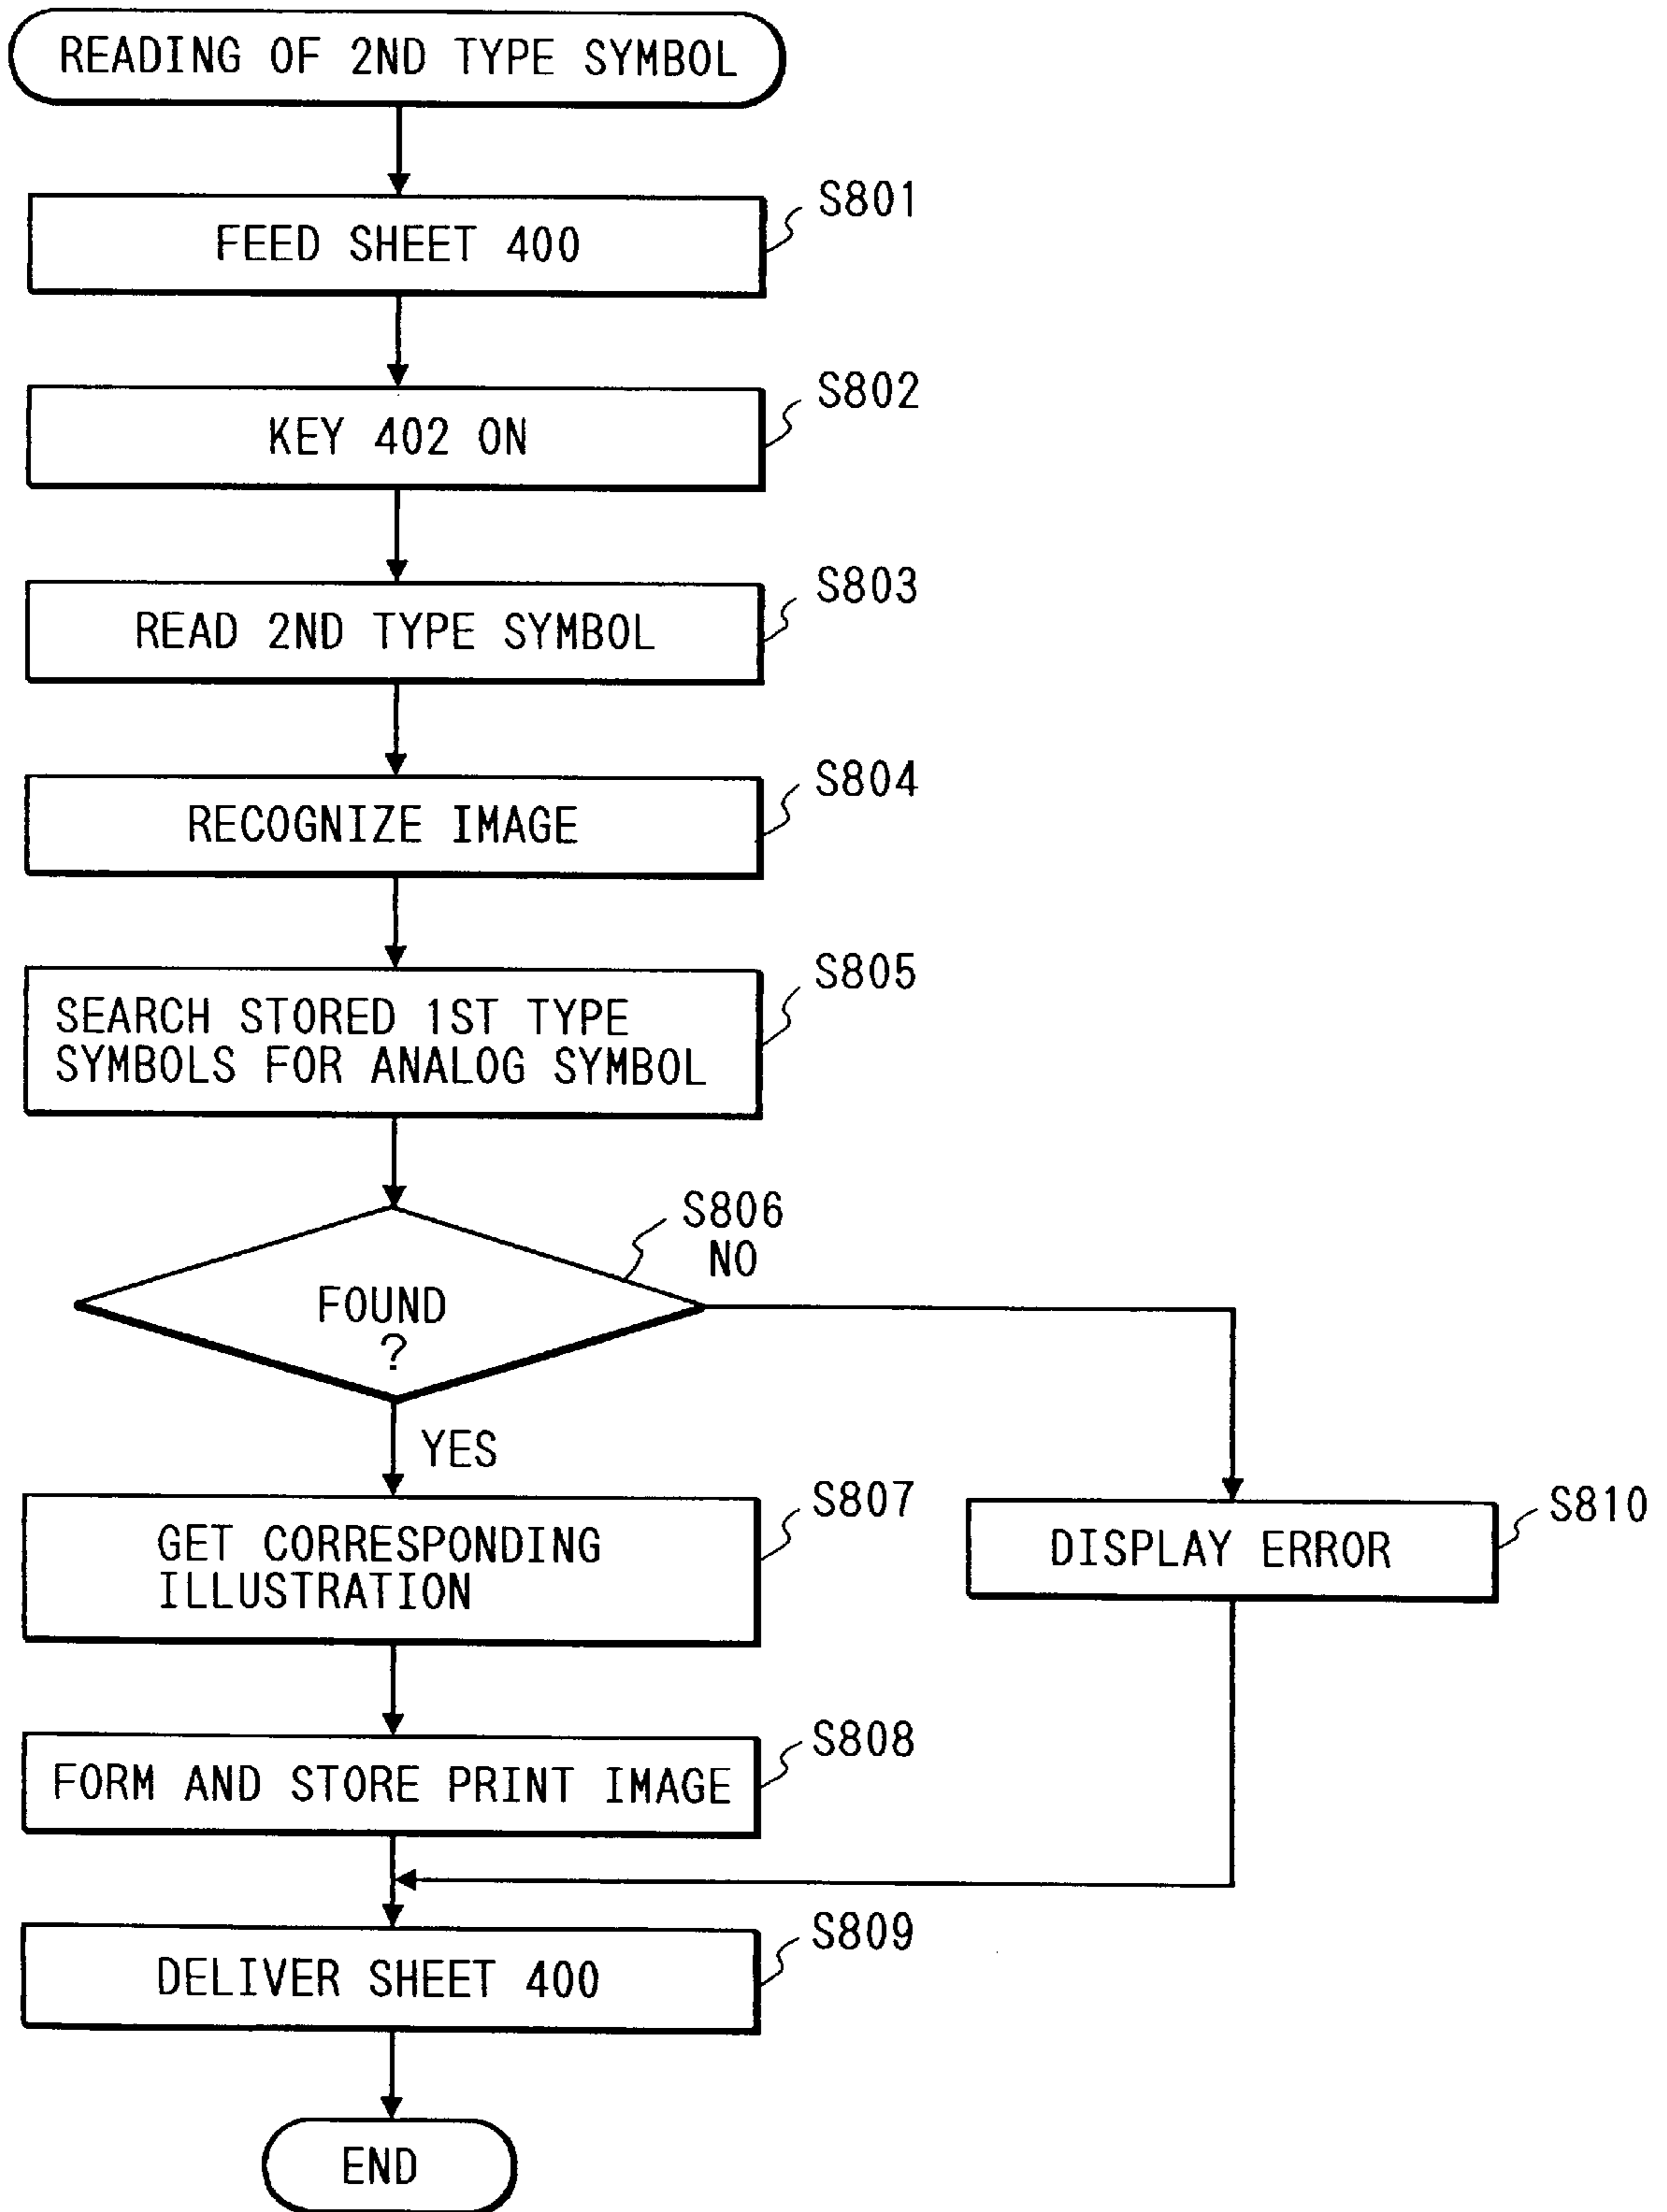 READING OF 2ND TYPE SYMBOL
S801
FEED SHEET 400
S802
KEY 402 ON
S803
READ 2ND TYPE SYMBOL
S804
RECOGNIZE IMAGE
S805
SEARCH STORED 1ST TYPE
SYMBOLS FOR ANALOG SYMBOL
S806
NO
FOUND
?
YES
S807
GET CORRESPONDING
ILLUSTRATION
S810
DISPLAY ERROR
S808
FORM AND STORE PRINT IMAGE
S809
DELIVER SHEET 400
END